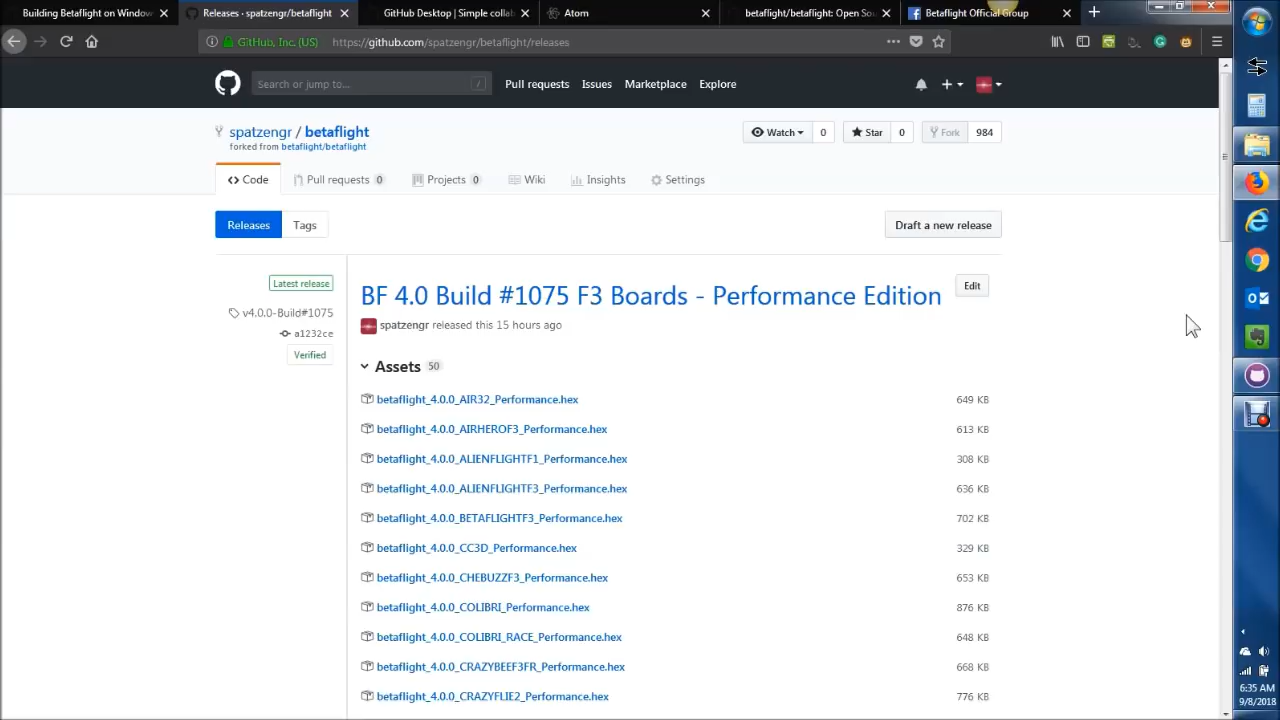 Building Betaflight on Window
Releases · spatzengr/betaflight
GitHub Desktop | Simple collab
Atom
betaflight/betaflight: Open Sou
Betaflight Official Group
GitHub, Inc. (US)
https://github.com/spatzengr/betaflight/releases
Search or jump to...
/
Pull requests
Issues
Marketplace
Explore
spatzengr / betaflight
forked from betaflight/betaflight
Watch
0
Star
0
Fork
984
Code
Pull requests 0
Projects 0
Wiki
Insights
Settings
Releases
Tags
Draft a new release
Latest release
v4.0.0-Build#1075
a1232ce
Verified
BF 4.0 Build #1075 F3 Boards - Performance Edition
Edit
spatzengr released this 15 hours ago
Assets 50
betaflight_4.0.0_AIR32_Performance.hex 649 KB
betaflight_4.0.0_AIRHEROF3_Performance.hex 613 KB
betaflight_4.0.0_ALIENFLIGHTF1_Performance.hex 308 KB
betaflight_4.0.0_ALIENFLIGHTF3_Performance.hex 636 KB
betaflight_4.0.0_BETAFLIGHTF3_Performance.hex 702 KB
betaflight_4.0.0_CC3D_Performance.hex 329 KB
betaflight_4.0.0_CHEBUZZF3_Performance.hex 653 KB
betaflight_4.0.0_COLIBRI_Performance.hex 876 KB
betaflight_4.0.0_COLIBRI_RACE_Performance.hex 648 KB
betaflight_4.0.0_CRAZYBEEF3FR_Performance.hex 668 KB
betaflight_4.0.0_CRAZYFLIE2_Performance.hex 776 KB
6:35 AM
9/8/2018